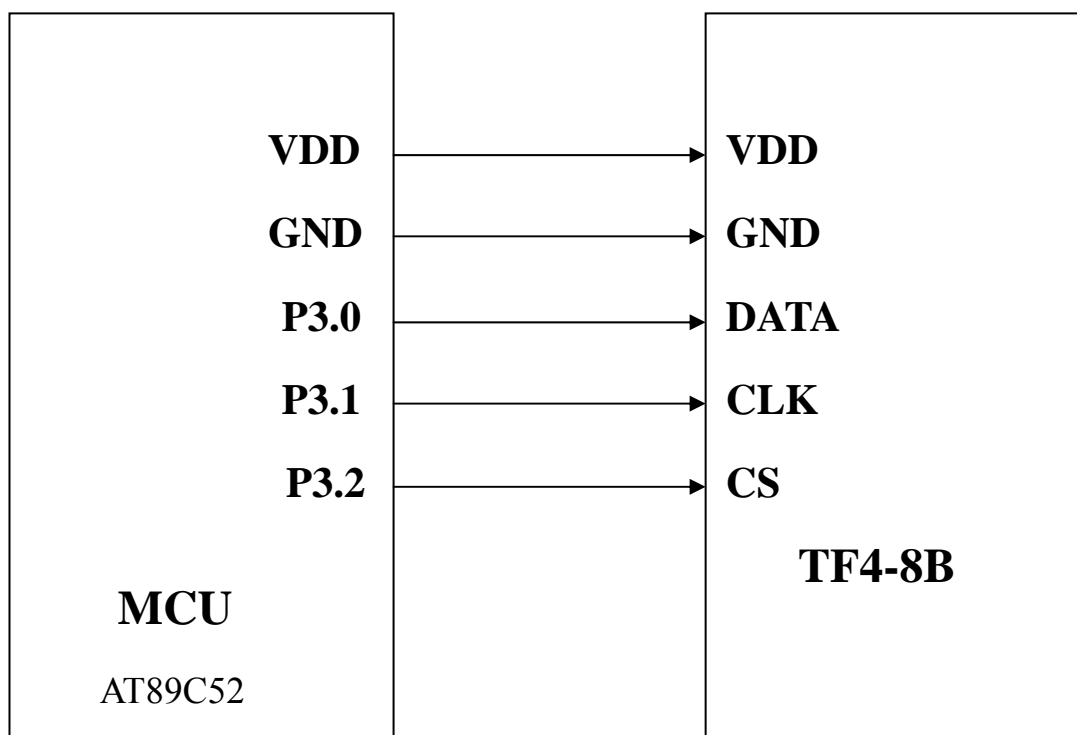 VDD VDD
GND GND
P3.0 DATA
P3.1 CLK
P3.2 CS
TF4-8B
MCU
AT89C52